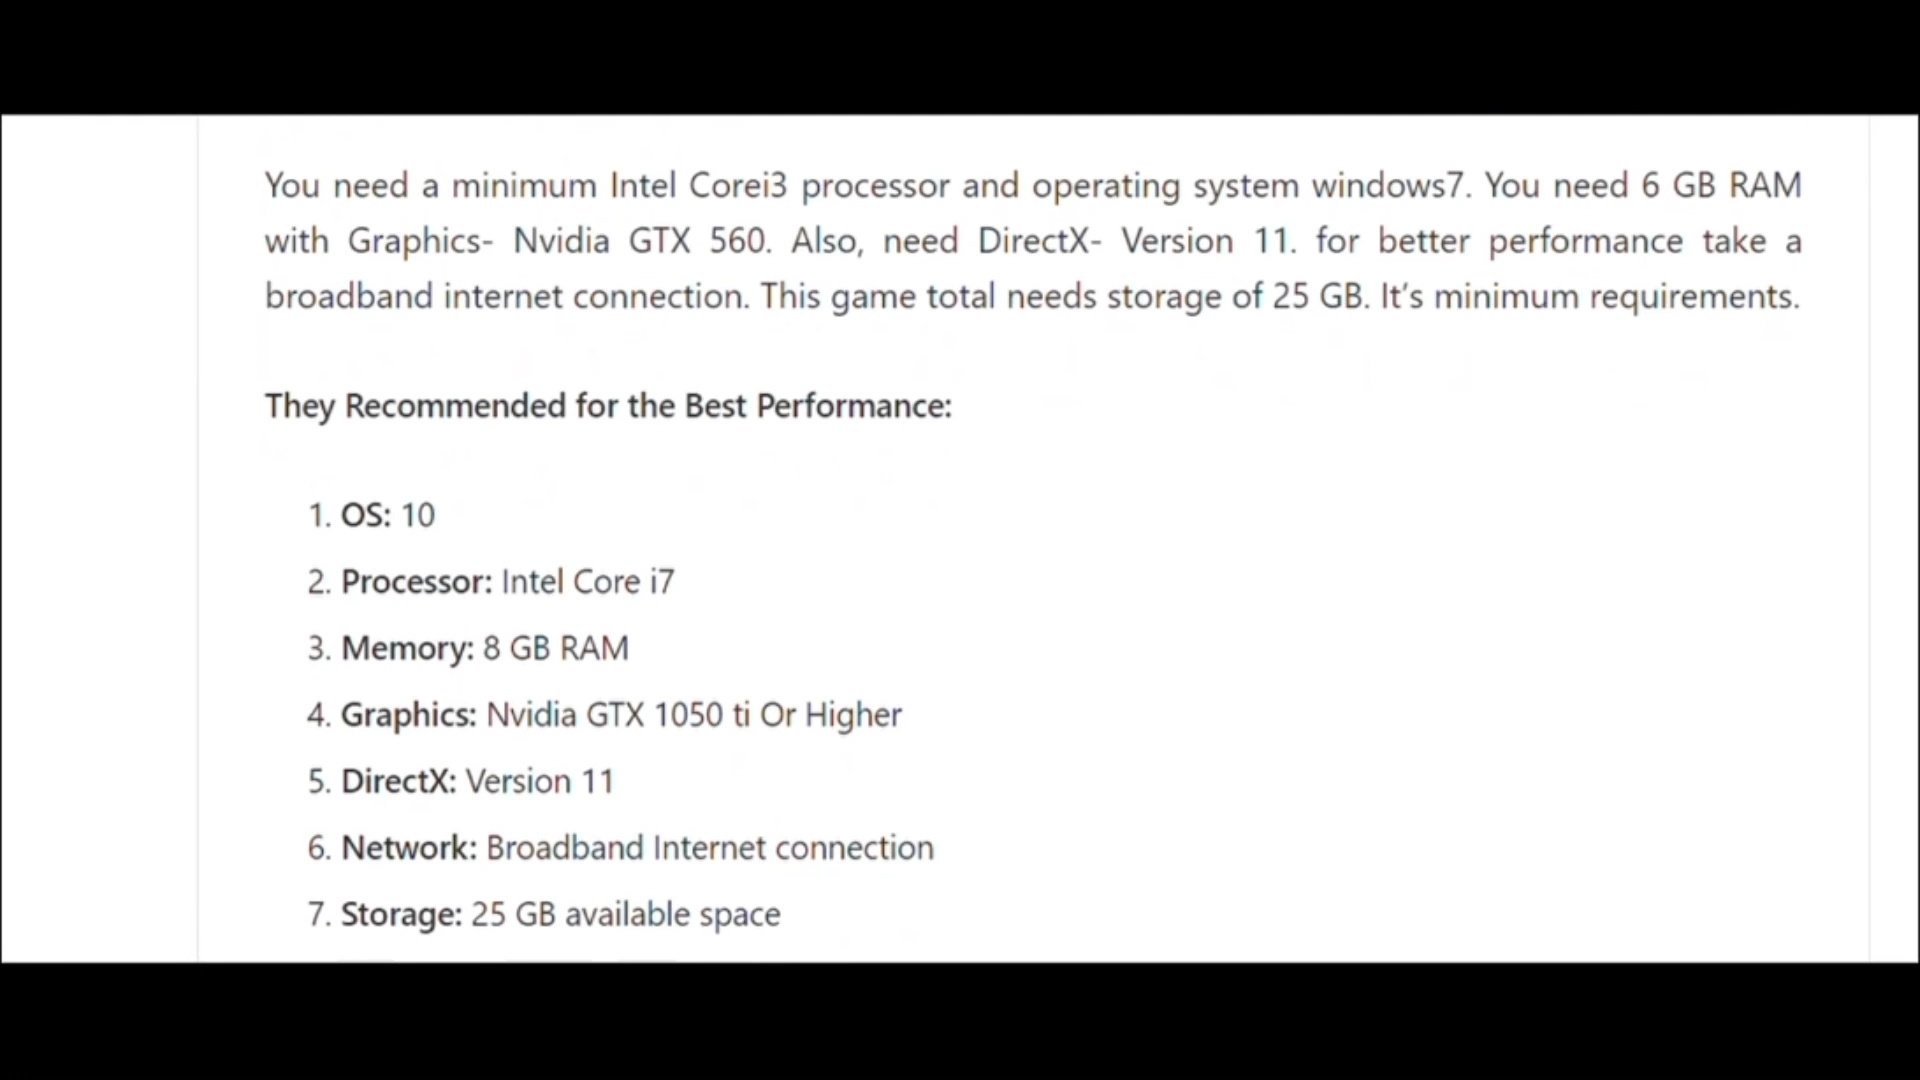 You need a minimum Intel Corei3 processor and operating system windows7. You need 6 GB RAM
with Graphics- Nvidia GTX 560. Also, need DirectX- Version 11. for better performance take a
broadband internet connection. This game total needs storage of 25 GB. It’s minimum requirements.
They Recommended for the Best Performance:
1. OS: 10
2. Processor: Intel Core i7
3. Memory: 8 GB RAM
4. Graphics: Nvidia GTX 1050 ti Or Higher
5. DirectX: Version 11
6. Network: Broadband Internet connection
7. Storage: 25 GB available space